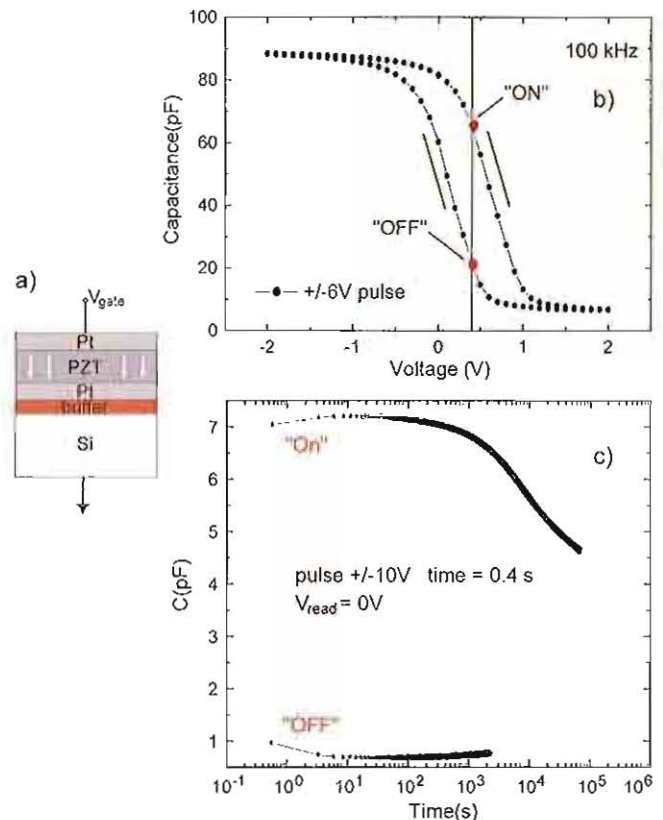 100 kHz
b)
"ON"
"OFF"
+/-6V pulse
Capacitance(pF)
100
80
60
40
20
0
-2
-1
0
1
2
Voltage (V)
a)
Vgate
Pt
PZT
Pt
buffer
Si
c)
"On"
pulse +/-10V time = 0.4 s
Vread = 0V
"OFF"
C(pF)
7
6
5
4
3
2
1
10⁻¹
10⁰
10¹
10²
10³
10⁴
10⁵
10⁶
Time(s)